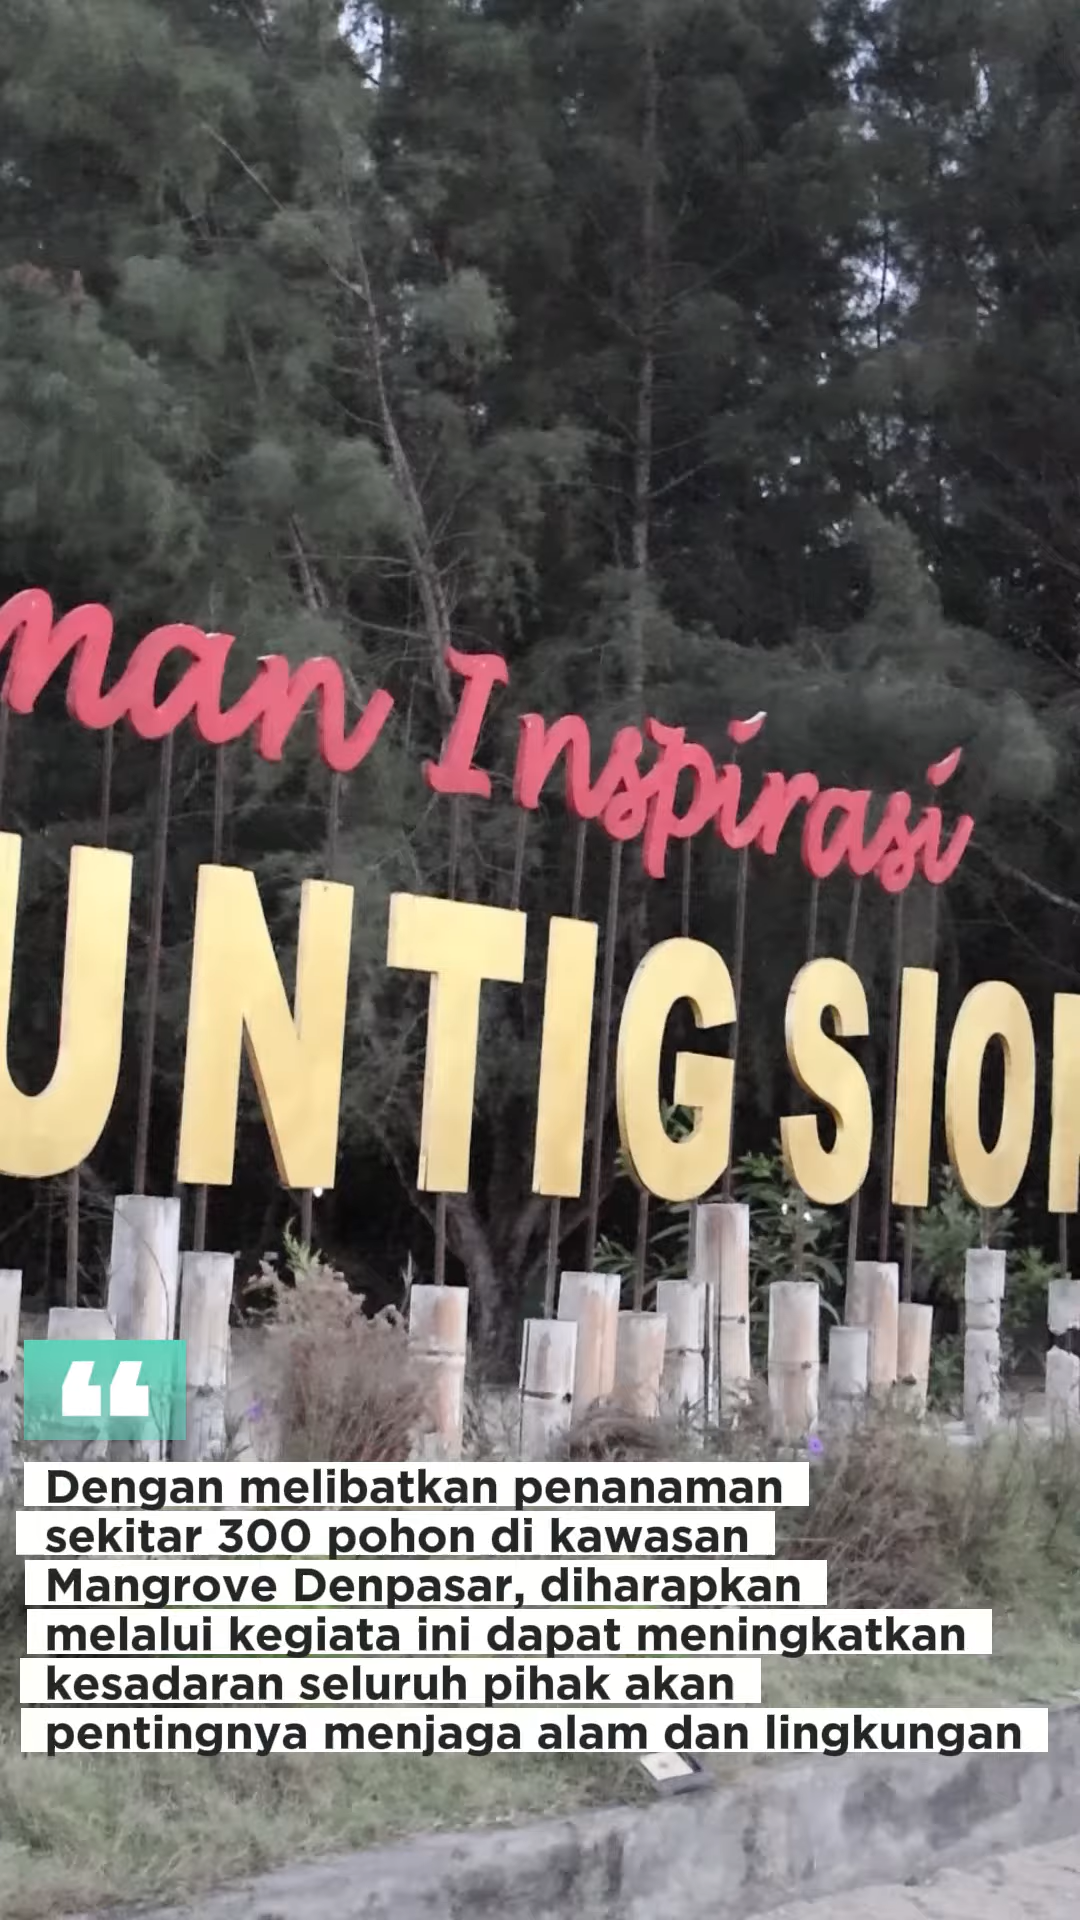 man Inspirasi
UNTIG SIO
“
Dengan melibatkan penanaman
sekitar 300 pohon di kawasan
Mangrove Denpasar, diharapkan
melalui kegiata ini dapat meningkatkan
kesadaran seluruh pihak akan
pentingnya menjaga alam dan lingkungan